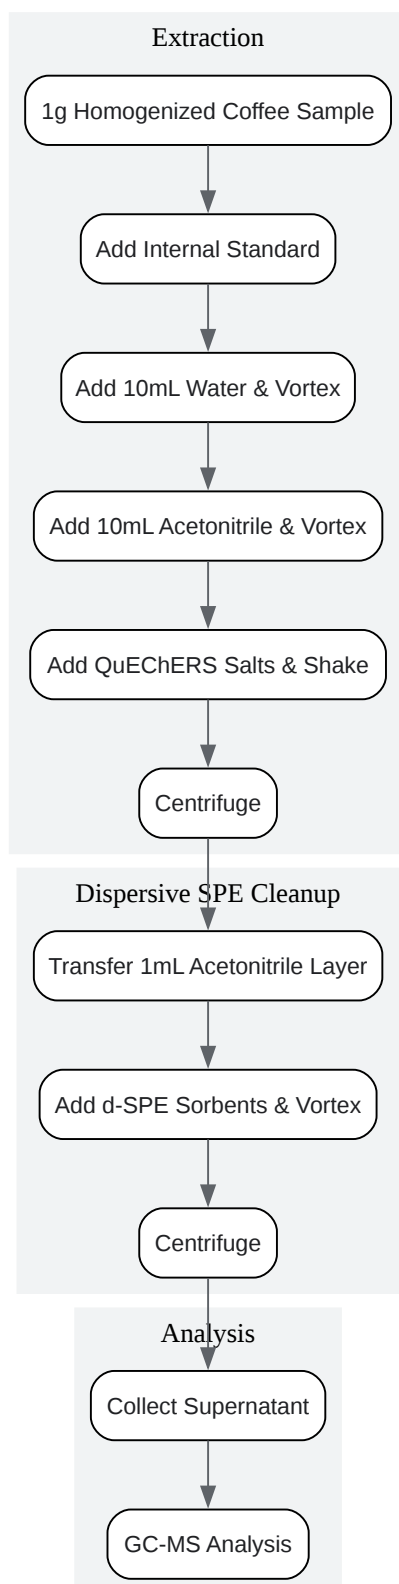 Extraction
1g Homogenized Coffee Sample
Add Internal Standard
Add 10mL Water & Vortex
Add 10mL Acetonitrile & Vortex
Add QuEChERS Salts & Shake
Centrifuge
Dispersive SPE Cleanup
Transfer 1mL Acetonitrile Layer
Add d-SPE Sorbents & Vortex
Centrifuge
Analysis
Collect Supernatant
GC-MS Analysis